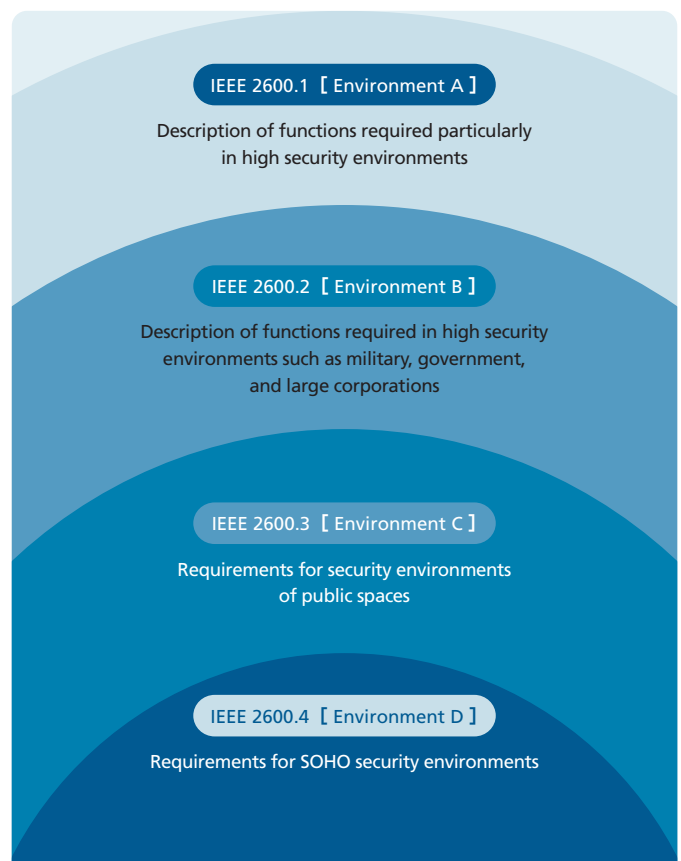 IEEE 2600.1 [ Environment A ]
Description of functions required particularly
in high security environments
IEEE 2600.2 [ Environment B ]
Description of functions required in high security
environments such as military, government,
and large corporations
IEEE 2600.3 [ Environment C ]
Requirements for security environments
of public spaces
IEEE 2600.4 [ Environment D ]
Requirements for SOHO security environments